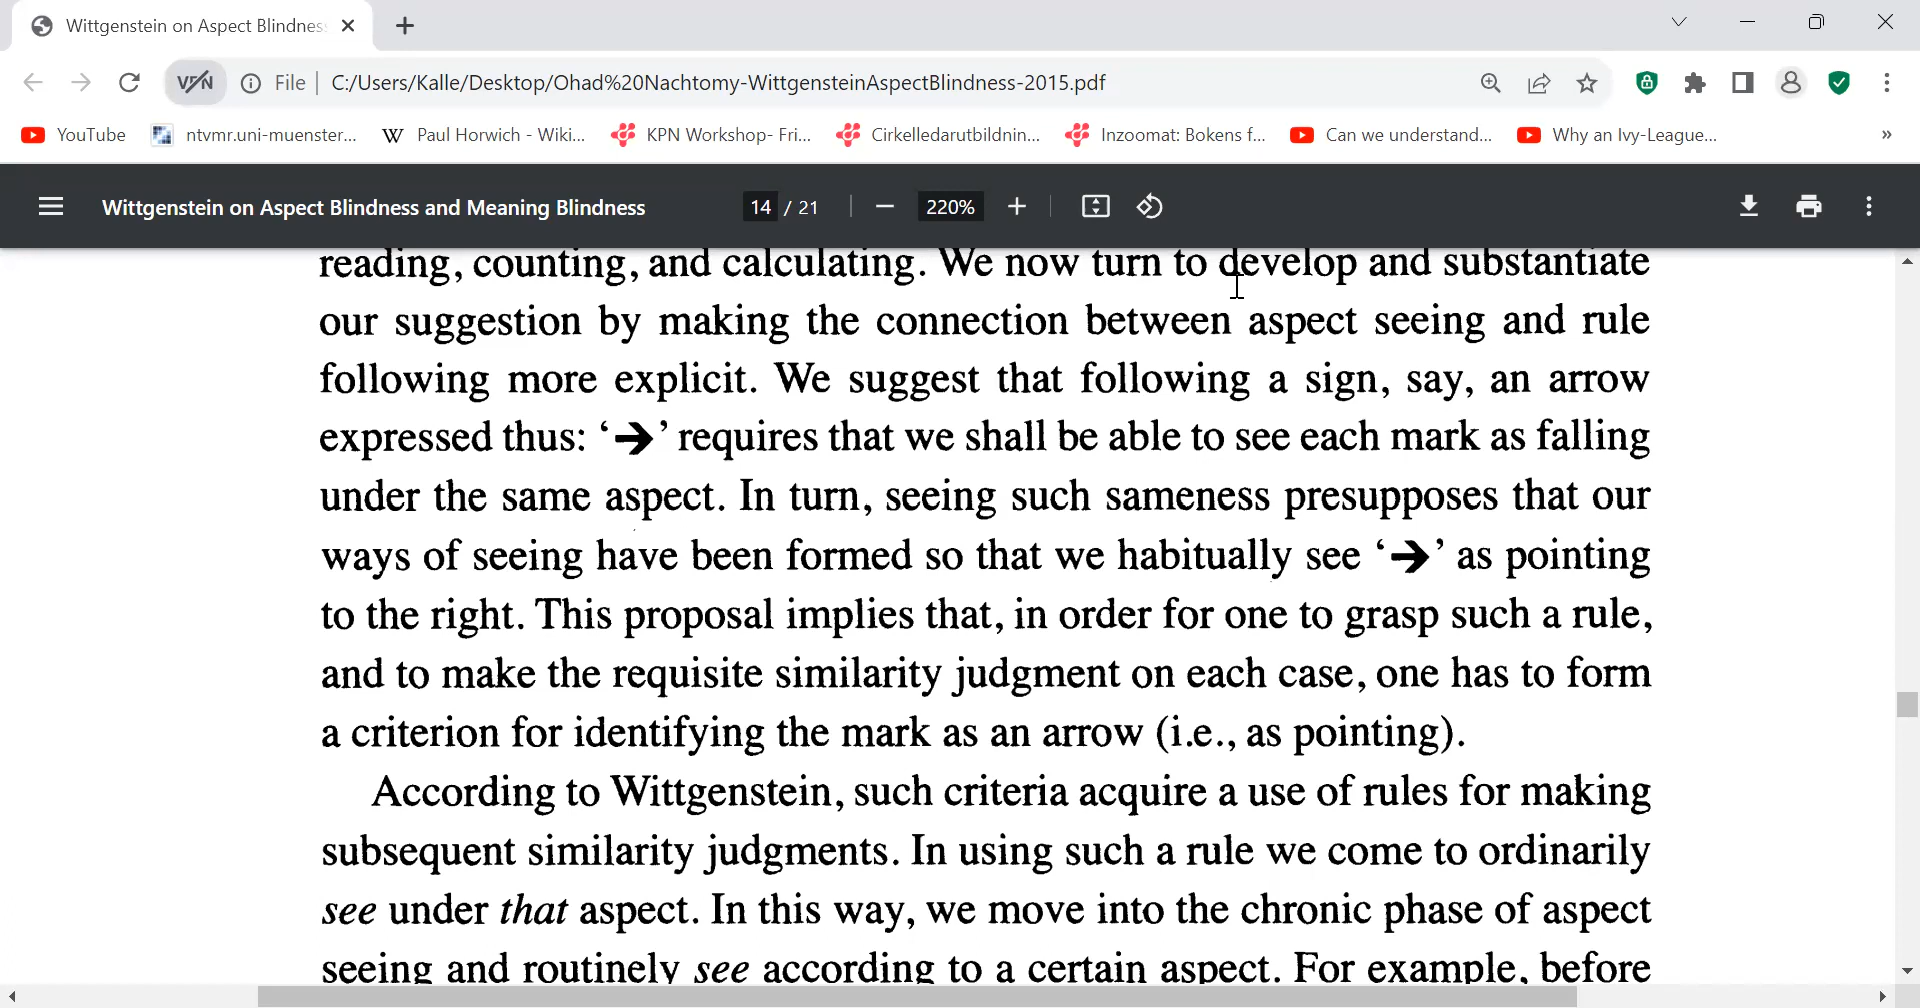 Wittgenstein on Aspect Blindnes
VPN File C:/Users/Kalle/Desktop/Ohad%20Nachtomy-WittgensteinAspectBlindness-2015.pdf
YouTube ntvmr.uni-muenster... W Paul Horwich - Wiki... KPN Workshop- Fri... Cirkelledarutbildnin... Inzoomat: Bokens f... Can we understand... Why an Ivy-League... »
Wittgenstein on Aspect Blindness and Meaning Blindness 14 / 21 220%
reading, counting, and calculating. We now turn to develop and substantiate
our suggestion by making the connection between aspect seeing and rule
following more explicit. We suggest that following a sign, say, an arrow
expressed thus: ‘➔’ requires that we shall be able to see each mark as falling
under the same aspect. In turn, seeing such sameness presupposes that our
ways of seeing have been formed so that we habitually see ‘➔’ as pointing
to the right. This proposal implies that, in order for one to grasp such a rule,
and to make the requisite similarity judgment on each case, one has to form
a criterion for identifying the mark as an arrow (i.e., as pointing).
According to Wittgenstein, such criteria acquire a use of rules for making
subsequent similarity judgments. In using such a rule we come to ordinarily
see under that aspect. In this way, we move into the chronic phase of aspect
seeing and routinely see according to a certain aspect. For example, before